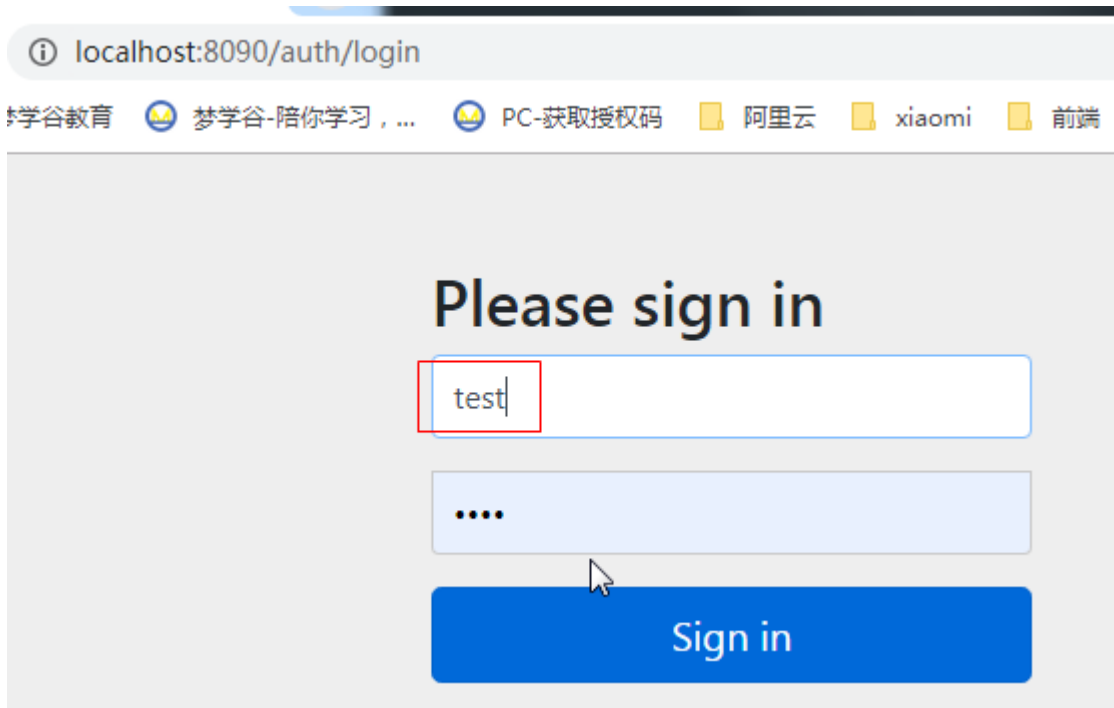 localhost:8090/auth/login
学谷教育 梦学谷-陪你学习，... PC-获取授权码 阿里云 xiaomi 前端
Please sign in
test
••••
Sign in